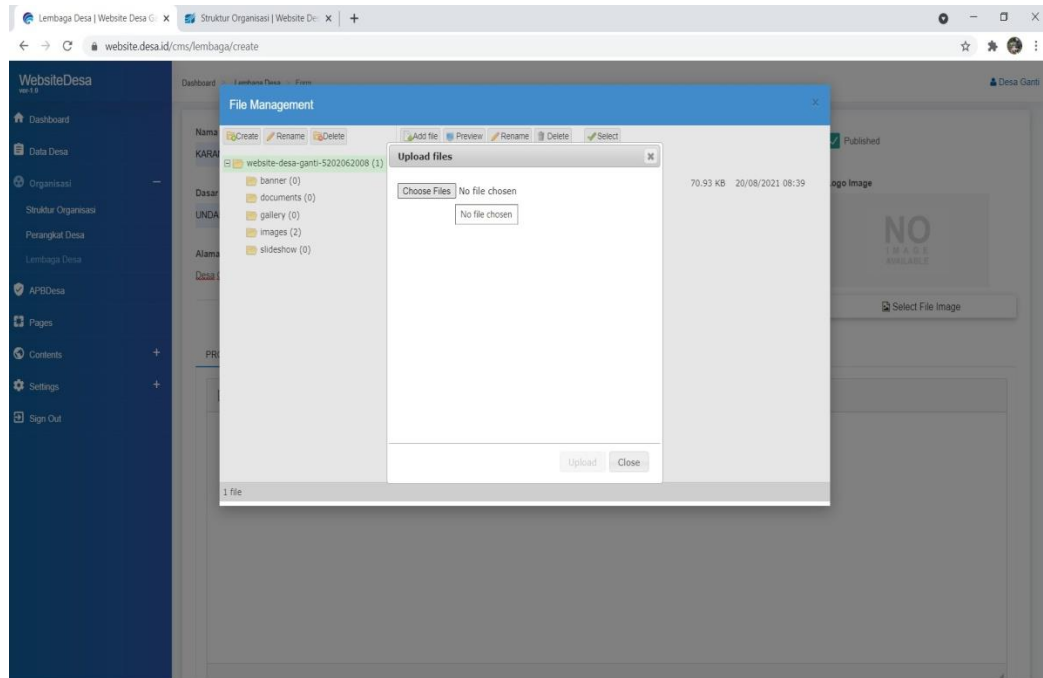 Lembaga Desa | Website Desa G
Struktur Organisasi | Website De
website.desa.id/cms/lembaga/create
WebsiteDesa
ver 1.0
Dashboard
Lembaga Desa
Form
Desa Ganti
File Management
x
Dashboard
Data Desa
Organisasi
Struktur Organisasi
Perangkat Desa
Lembaga Desa
APBDesa
Pages
Contents
Settings
Sign Out
Nama
KARA
Dasar
UNDA
Alama
Desa
Create Rename Delete
Add file Preview Rename Delete Select
website-desa-ganti-5202062008 (1)
banner (0)
documents (0)
gallery (0)
images (2)
slideshow (0)
Upload files
Choose Files No file chosen
No file chosen
70.93 KB 20/08/2021 08:39
Upload Close
1 file
Published
Logo Image
NO
IMAGE
AVAILABLE
Select File Image